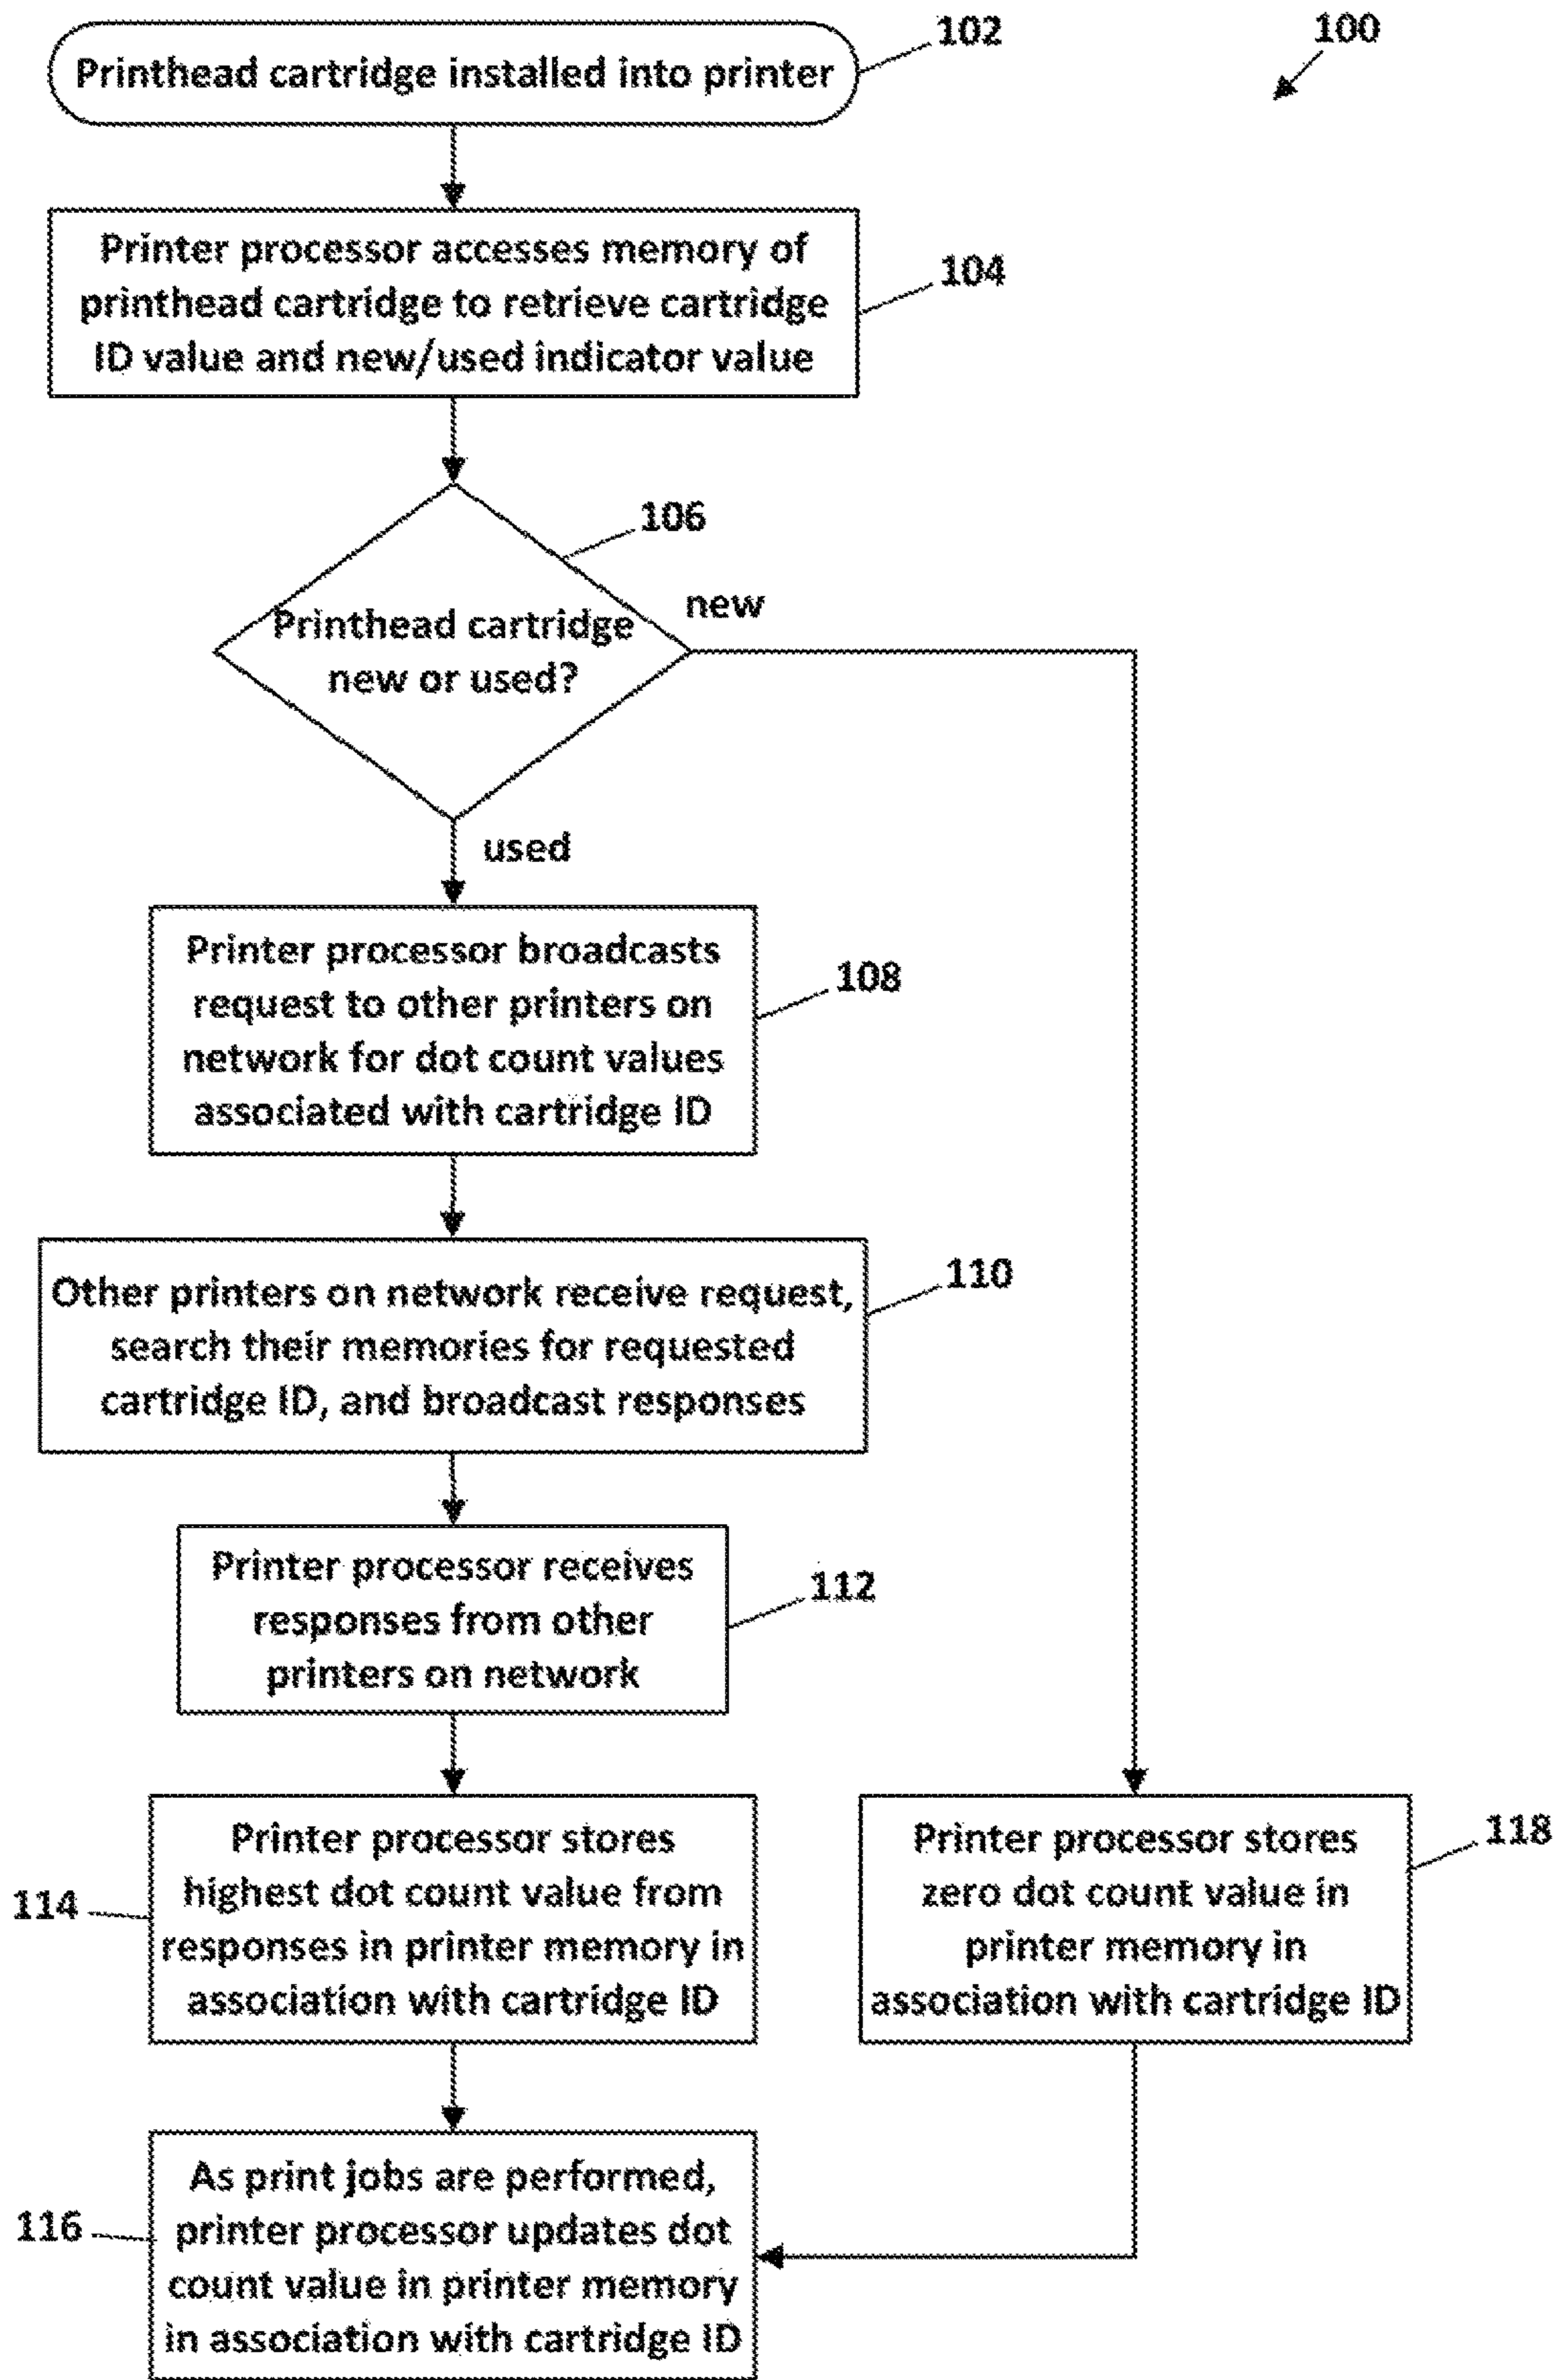 100
Printhead cartridge installed into printer
102
Printer processor accesses memory of
printhead cartridge to retrieve cartridge
ID value and new/used indicator value
104
106
Printhead cartridge
new or used?
new
used
Printer processor broadcasts
request to other printers on
network for dot count values
associated with cartridge ID
108
Other printers on network receive request,
search their memories for requested
cartridge ID, and broadcast responses
110
Printer processor receives
responses from other
printers on network
112
Printer processor stores
highest dot count value from
responses in printer memory in
association with cartridge ID
114
Printer processor stores
zero dot count value in
printer memory in
association with cartridge ID
118
As print jobs are performed,
printer processor updates dot
count value in printer memory
in association with cartridge ID
116